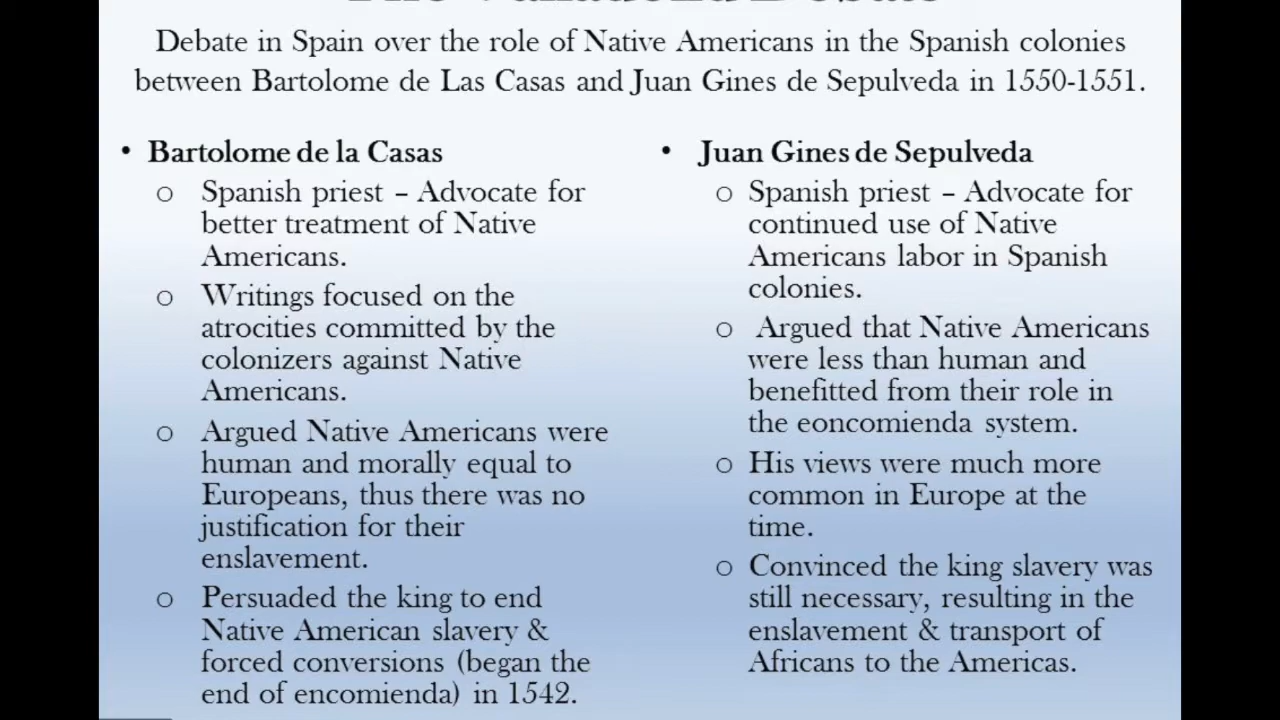 Debate in Spain over the role of Native Americans in the Spanish colonies
between Bartolome de Las Casas and Juan Gines de Sepulveda in 1550-1551.
• Bartolome de la Casas
o Spanish priest – Advocate for
better treatment of Native
Americans.
o Writings focused on the
atrocities committed by the
colonizers against Native
Americans.
o Argued Native Americans were
human and morally equal to
Europeans, thus there was no
justification for their
enslavement.
o Persuaded the king to end
Native American slavery &
forced conversions (began the
end of encomienda) in 1542.
• Juan Gines de Sepulveda
o Spanish priest – Advocate for
continued use of Native
Americans labor in Spanish
colonies.
o Argued that Native Americans
were less than human and
benefitted from their role in
the eoncomienda system.
o His views were much more
common in Europe at the
time.
o Convinced the king slavery was
still necessary, resulting in the
enslavement & transport of
Africans to the Americas.